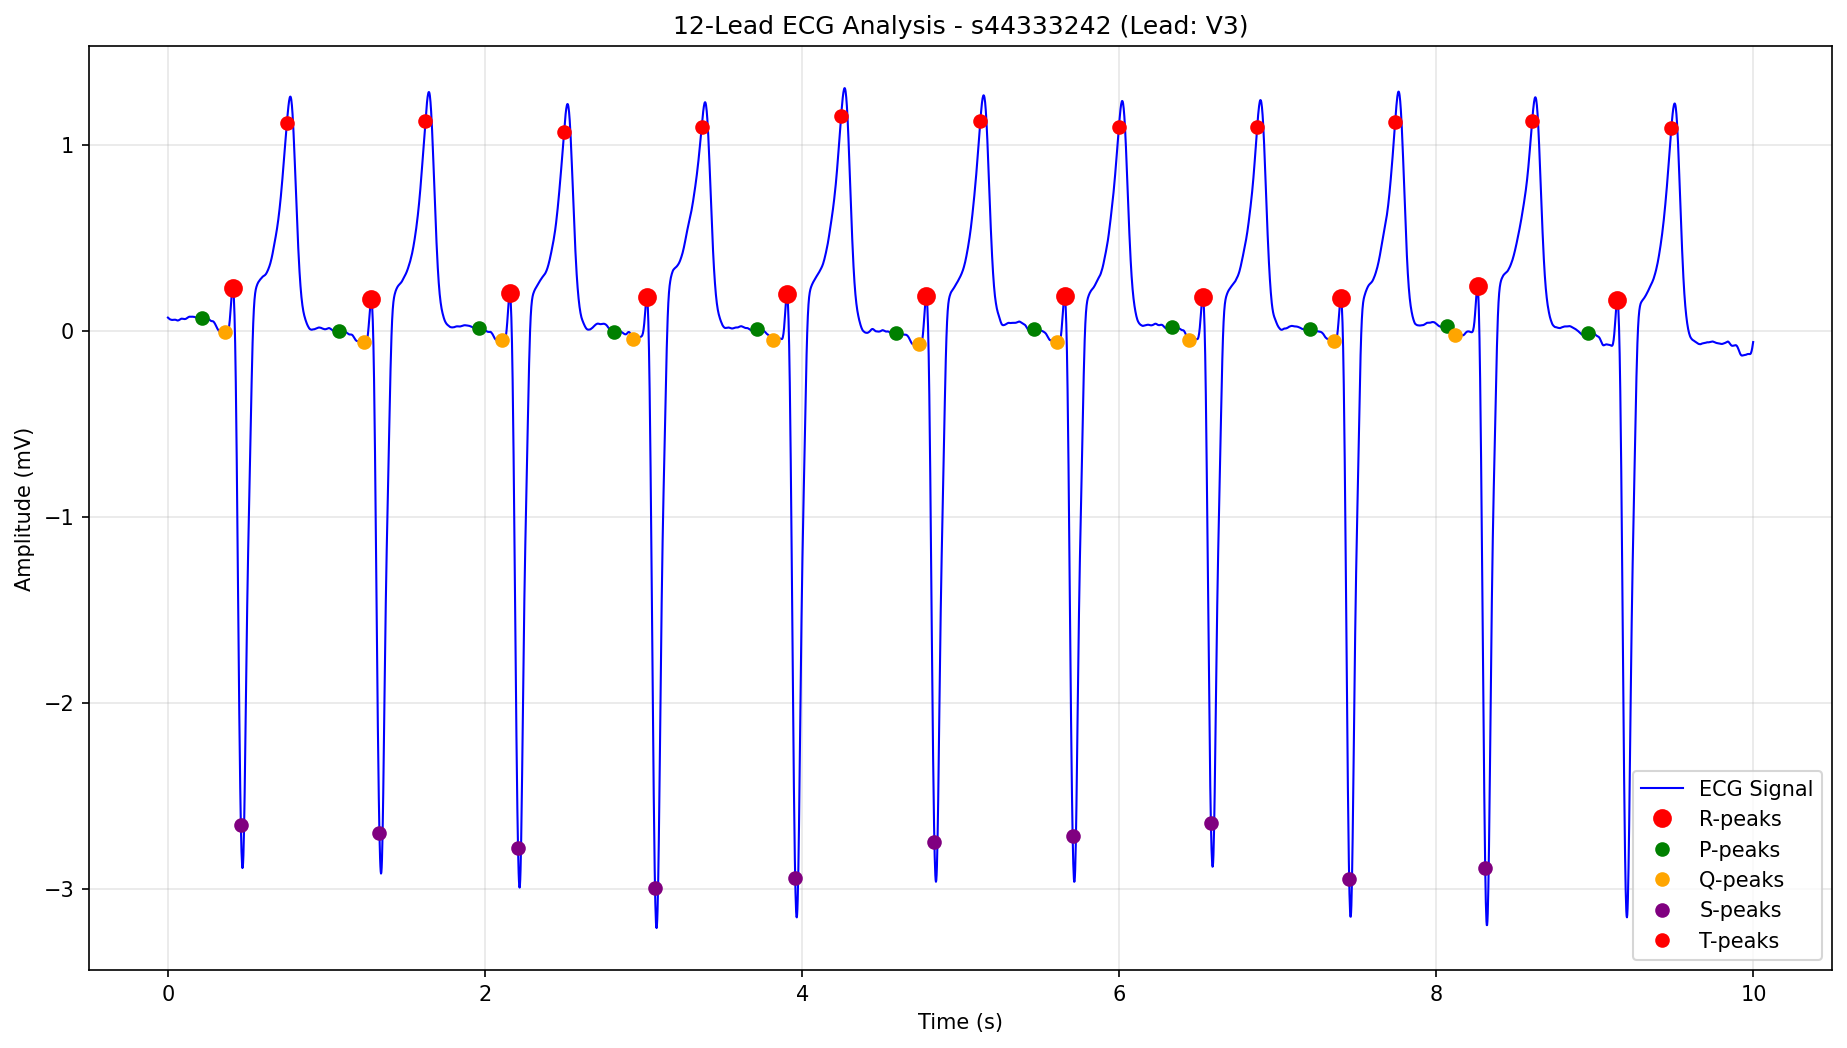 12-Lead ECG Analysis - s44333242 (Lead: V3)
Amplitude (mV)
1
0
−1
−2
−3
0
2
4
6
8
10
Time (s)
ECG Signal
R-peaks
P-peaks
Q-peaks
S-peaks
T-peaks